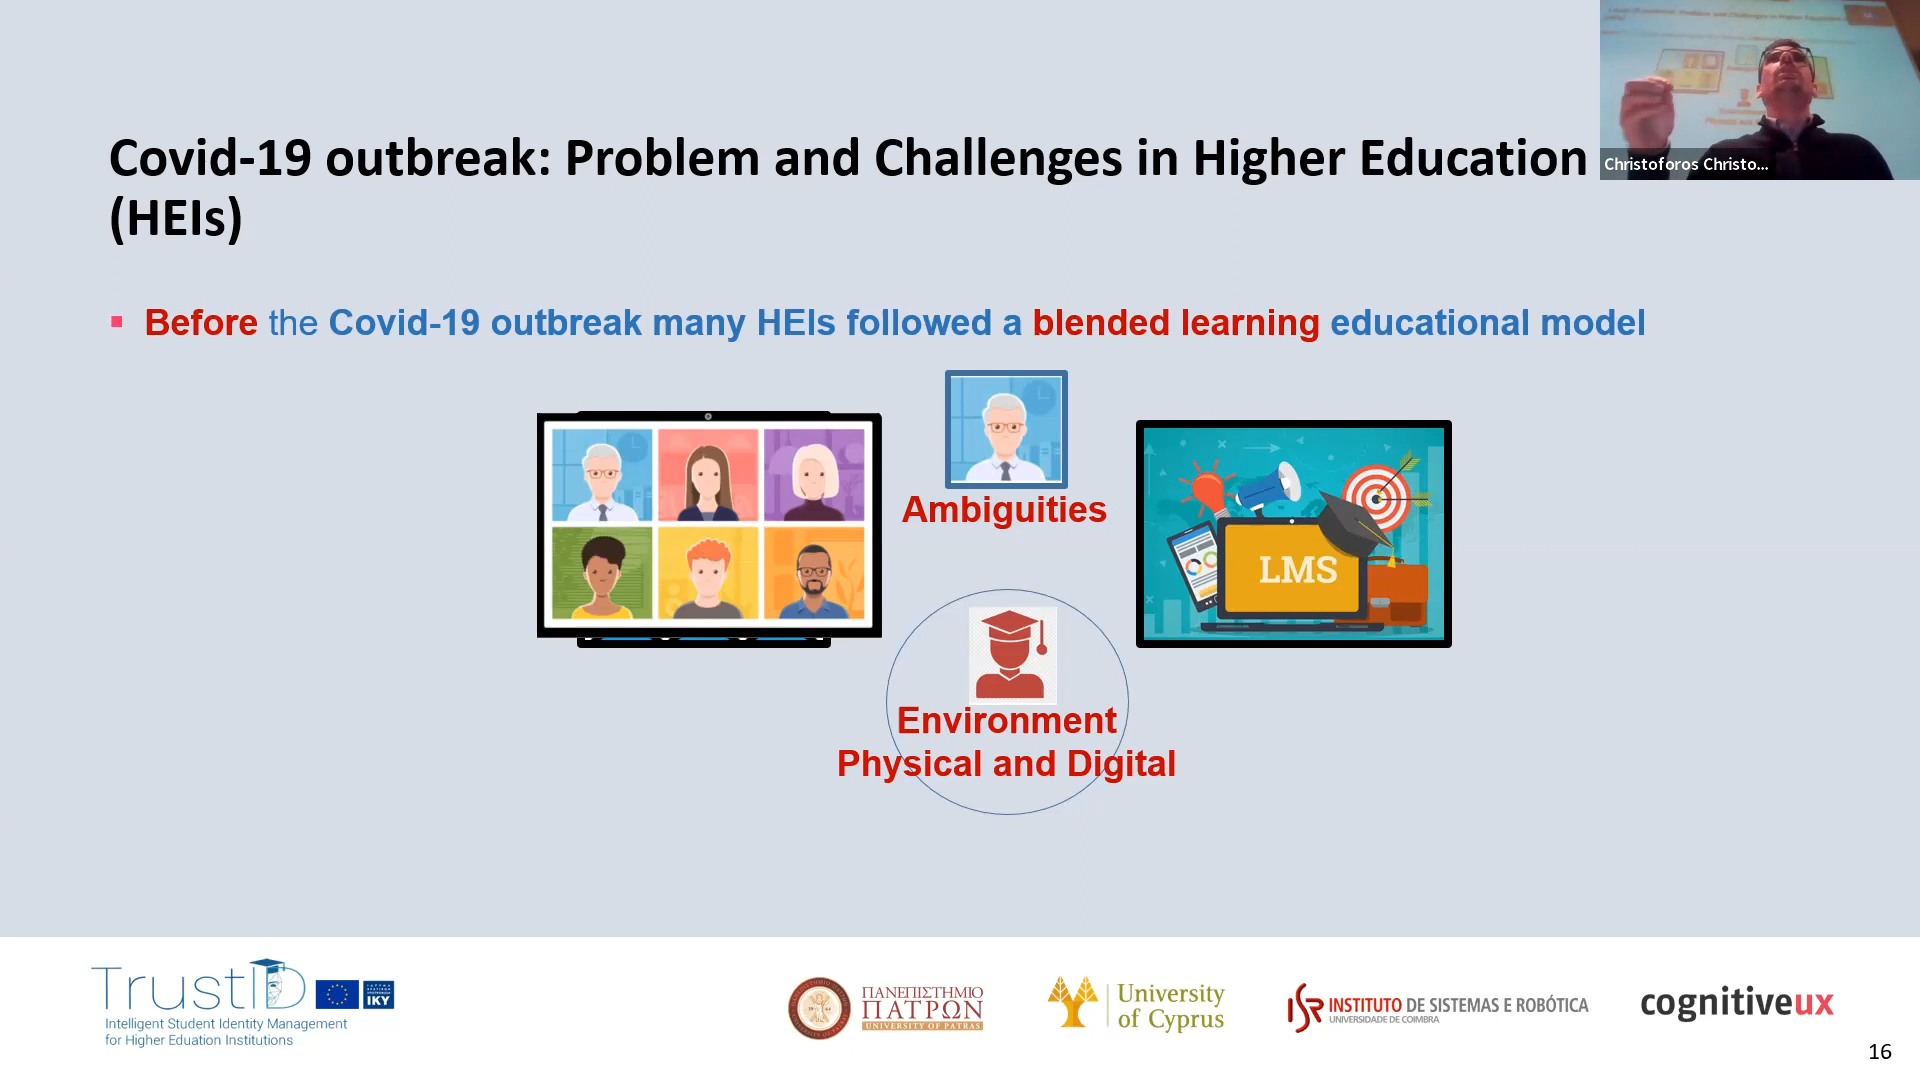 Covid-19 outbreak: Problem and Challenges in Higher Education
(HEIs)
Christoforos Christo...
▪ Before the Covid-19 outbreak many HEIs followed a blended learning educational model
Ambiguities
LMS
Environment
Physical and Digital
TrustID
IKY
Intelligent Student Identity Management
for Higher Eduation Institutions
ΠΑΝΕΠΙΣΤΗΜΙΟ
ΠΑΤΡΩΝ
UNIVERSITY OF PATRAS
University
of Cyprus
ISR INSTITUTO DE SISTEMAS E ROBÓTICA
UNIVERSIDADE DE COIMBRA
cognitiveux
16